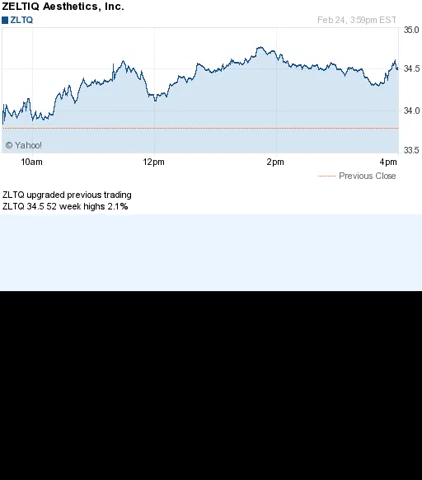 ZELTIQ Aesthetics, Inc.
ZLTQ Feb 24, 3:59pm EST
35.0
34.5
34.0
33.5
© Yahoo!
10am 12pm 2pm 4pm
Previous Close
ZLTQ upgraded previous trading
ZLTQ 34.5 52 week highs 2.1%